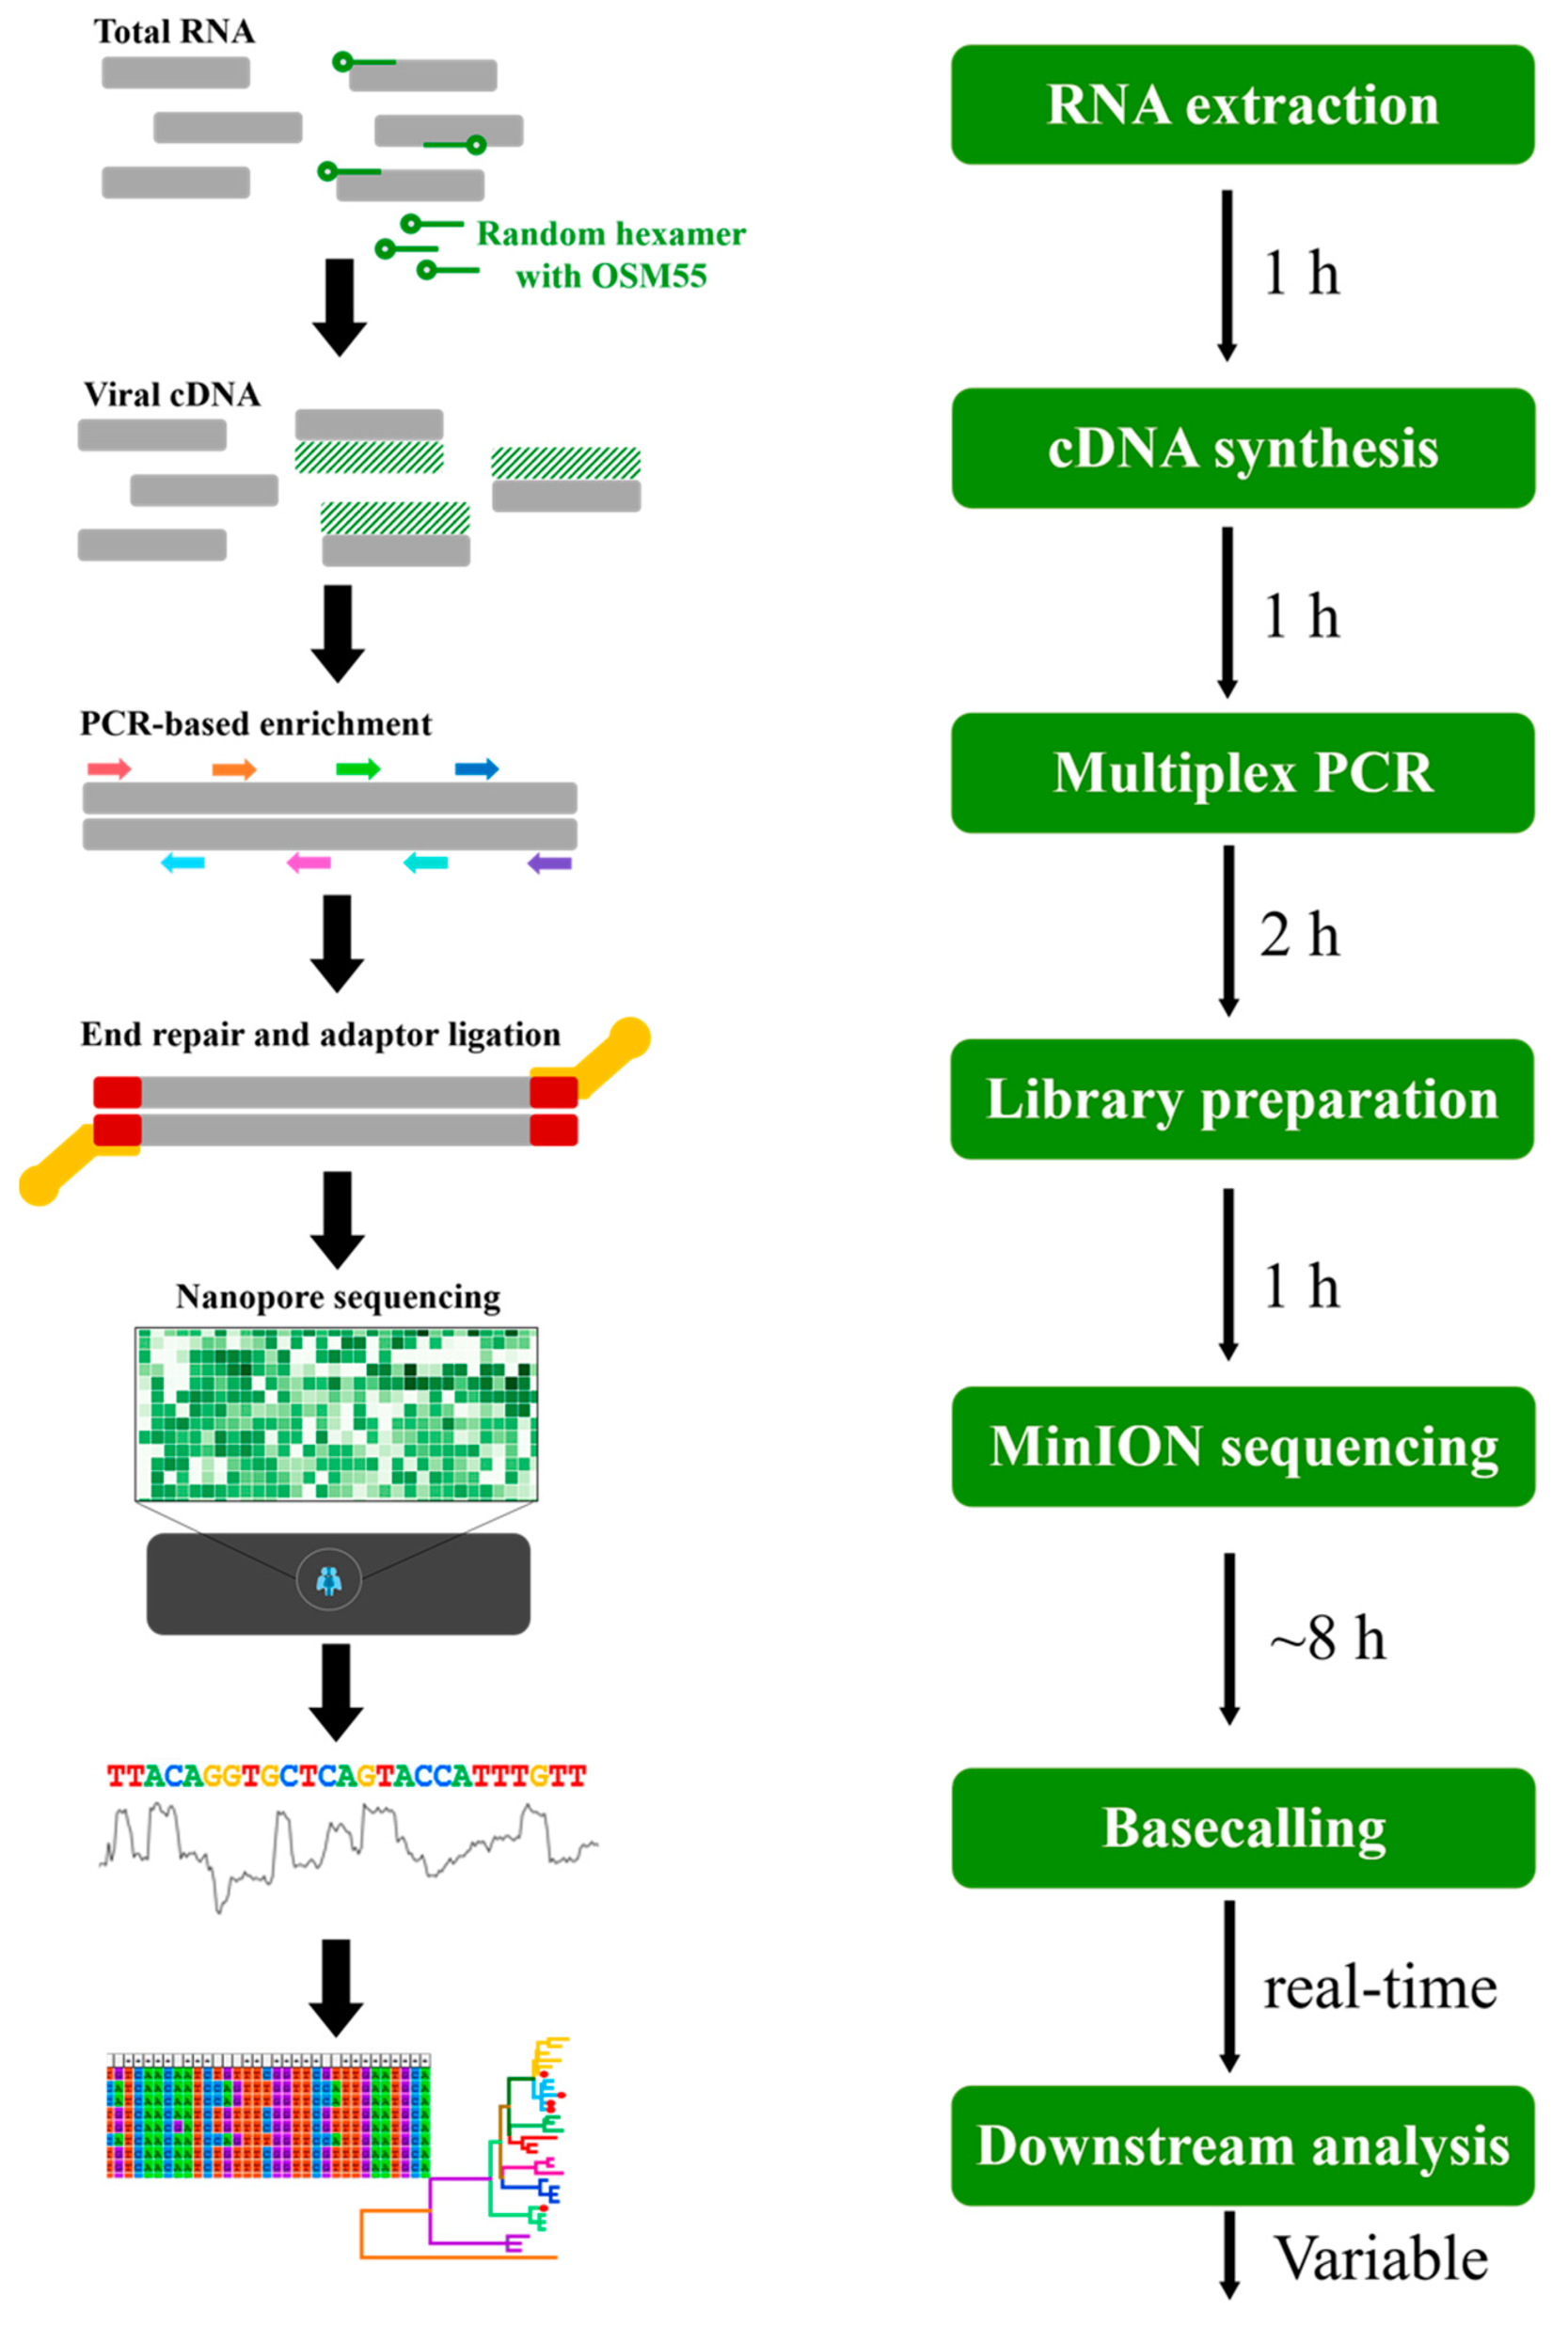 Total RNA
Random hexamer
with OSM55
RNA extraction
1 h
Viral cDNA
cDNA synthesis
1 h
PCR-based enrichment
Multiplex PCR
2 h
End repair and adaptor ligation
Library preparation
1 h
Nanopore sequencing
MinION sequencing
~8 h
TTACAGGTGCTCAGTACCATTTGTT
Basecalling
real-time
Downstream analysis
Variable